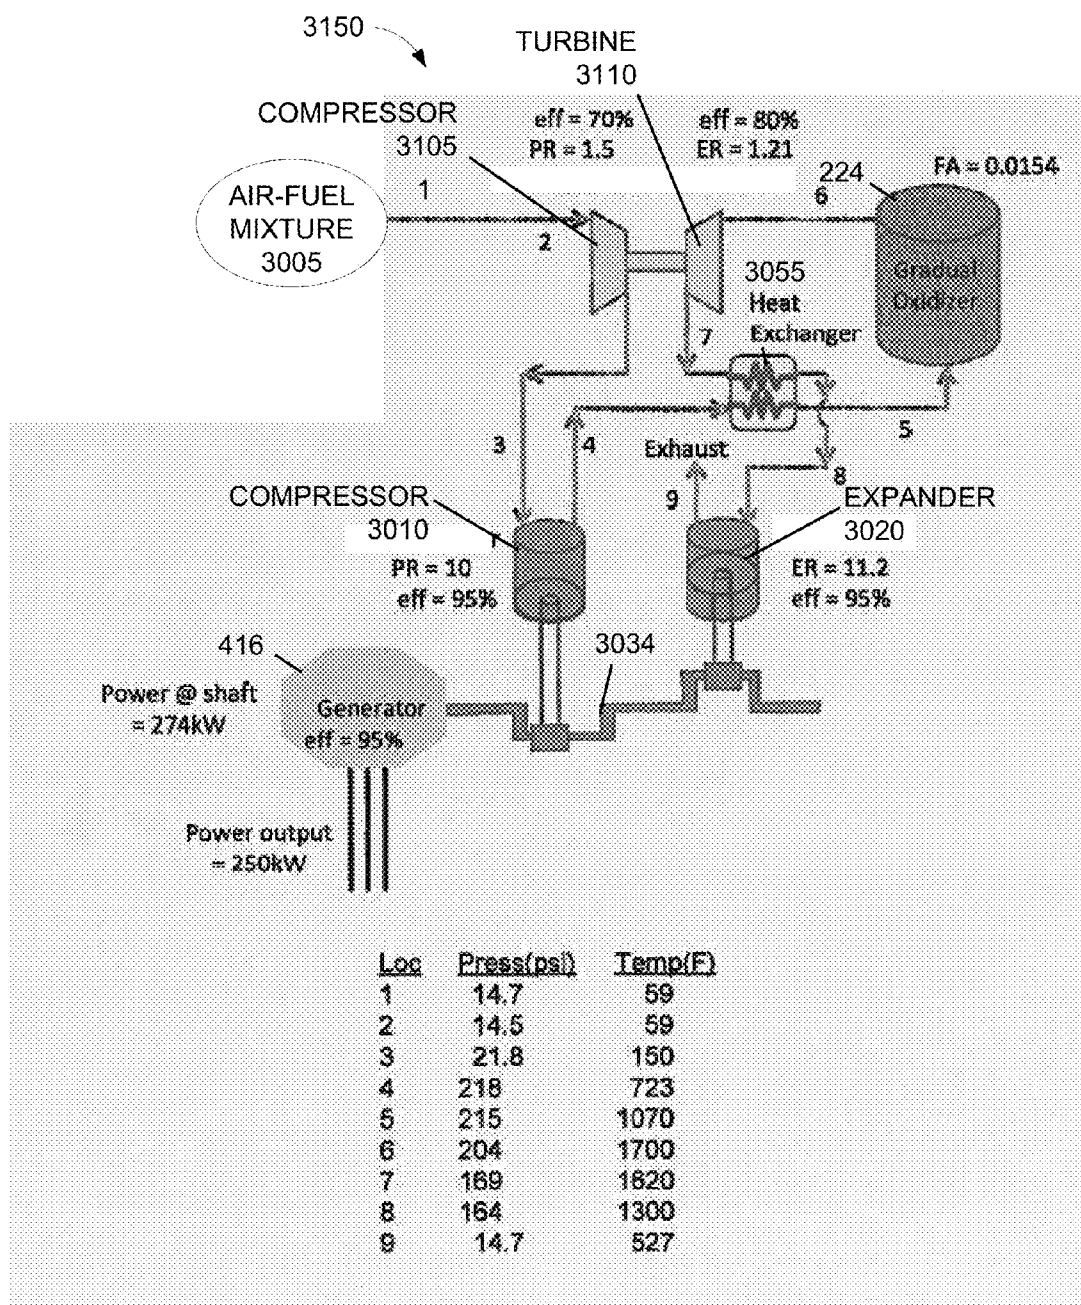 3150
TURBINE
3110
COMPRESSOR
3105
eff = 70%
PR = 1.5
eff = 80%
ER = 1.21
224
FA = 0.0154
1
6
AIR-FUEL
MIXTURE
3005
2
3055
Heat
Exchanger
Gradual
Oxidizer
7
3
4
5
Exhaust
8
9
COMPRESSOR
3010
EXPANDER
3020
PR = 10
eff = 95%
ER = 11.2
eff = 95%
416
3034
Power @ shaft
= 274kW
Generator
eff = 95%
Power output
= 250kW
Loc Press(psi) Temp(F)
1 14.7 59
2 14.5 59
3 21.8 150
4 218 723
5 215 1070
6 204 1700
7 169 1620
8 164 1300
9 14.7 527